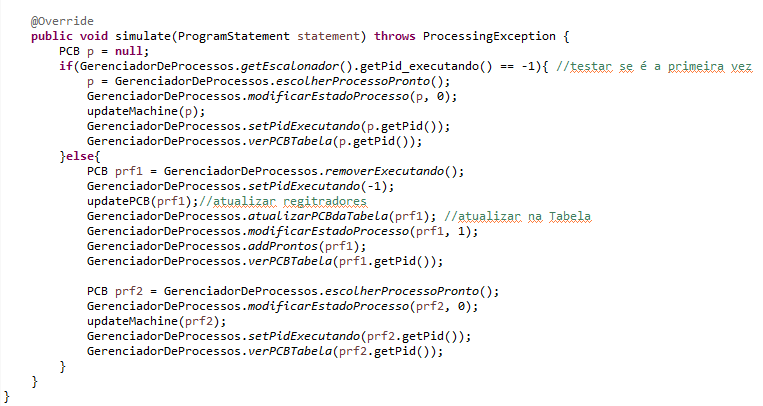 @Override
public void simulate(ProgramStatement statement) throws ProcessingException {
PCB p = null;
if(GerenciadorDeProcessos.getEscalonador().getPid_executando() == -1){ //testar se é a primeira vez
p = GerenciadorDeProcessos.escolherProcessoPronto();
GerenciadorDeProcessos.modificarEstadoProcesso(p, 0);
updateMachine(p);
GerenciadorDeProcessos.setPidExecutando(p.getPid());
GerenciadorDeProcessos.verPCBTabela(p.getPid());
}else{
PCB prf1 = GerenciadorDeProcessos.removerExecutando();
GerenciadorDeProcessos.setPidExecutando(-1);
updatePCB(prf1);//atualizar regitradores
GerenciadorDeProcessos.atualizarPCBdaTabela(prf1); //atualizar na Tabela
GerenciadorDeProcessos.modificarEstadoProcesso(prf1, 1);
GerenciadorDeProcessos.addProntos(prf1);
GerenciadorDeProcessos.verPCBTabela(prf1.getPid());
PCB prf2 = GerenciadorDeProcessos.escolherProcessoPronto();
GerenciadorDeProcessos.modificarEstadoProcesso(prf2, 0);
updateMachine(prf2);
GerenciadorDeProcessos.setPidExecutando(prf2.getPid());
GerenciadorDeProcessos.verPCBTabela(prf2.getPid());
}
}
}